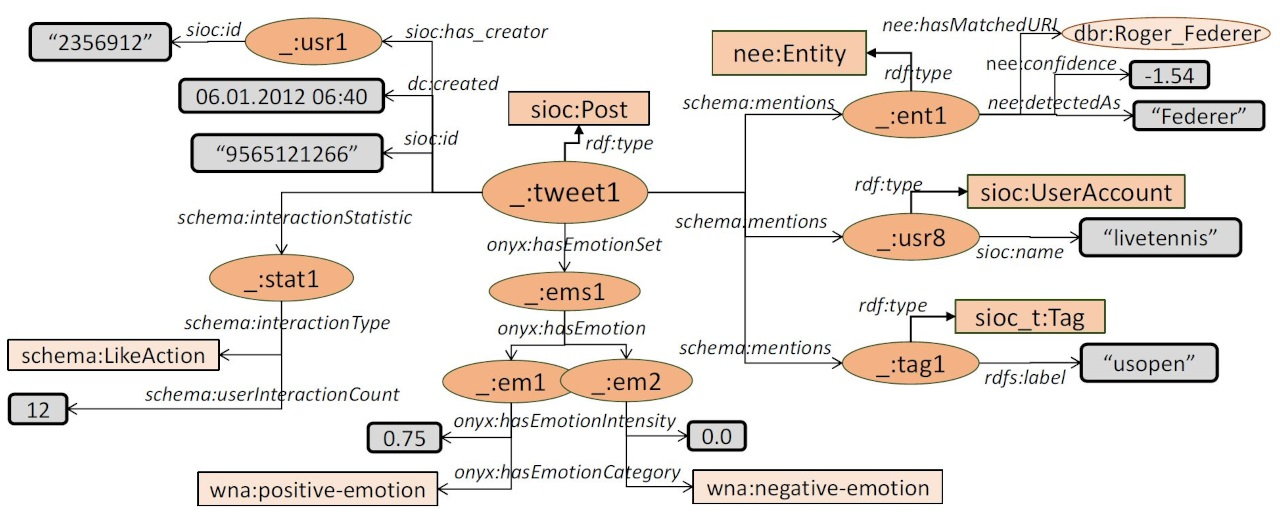 “2356912”
sioc:id
_:usr1
sioc:has_creator
06.01.2012 06:40
dc:created
“9565121266”
sioc:id
sioc:Post
rdf:type
_:tweet1
nee:Entity
rdf:type
schema:mentions
_:ent1
nee:hasMatchedURI
dbr:Roger_Federer
nee:confidence
-1.54
nee:detectedAs
“Federer”
rdf:type
sioc:UserAccount
schema:mentions
_:usr8
sioc:name
“livetennis”
rdf:type
sioc_t:Tag
schema:mentions
_:tag1
rdfs:label
“usopen”
schema:interactionStatistic
_:stat1
schema:interactionType
schema:LikeAction
schema:userInteractionCount
12
onyx:hasEmotionSet
_:ems1
onyx:hasEmotion
_:em1
_:em2
onyx:hasEmotionIntensity
0.75
0.0
onyx:hasEmotionCategory
wna:positive-emotion
wna:negative-emotion